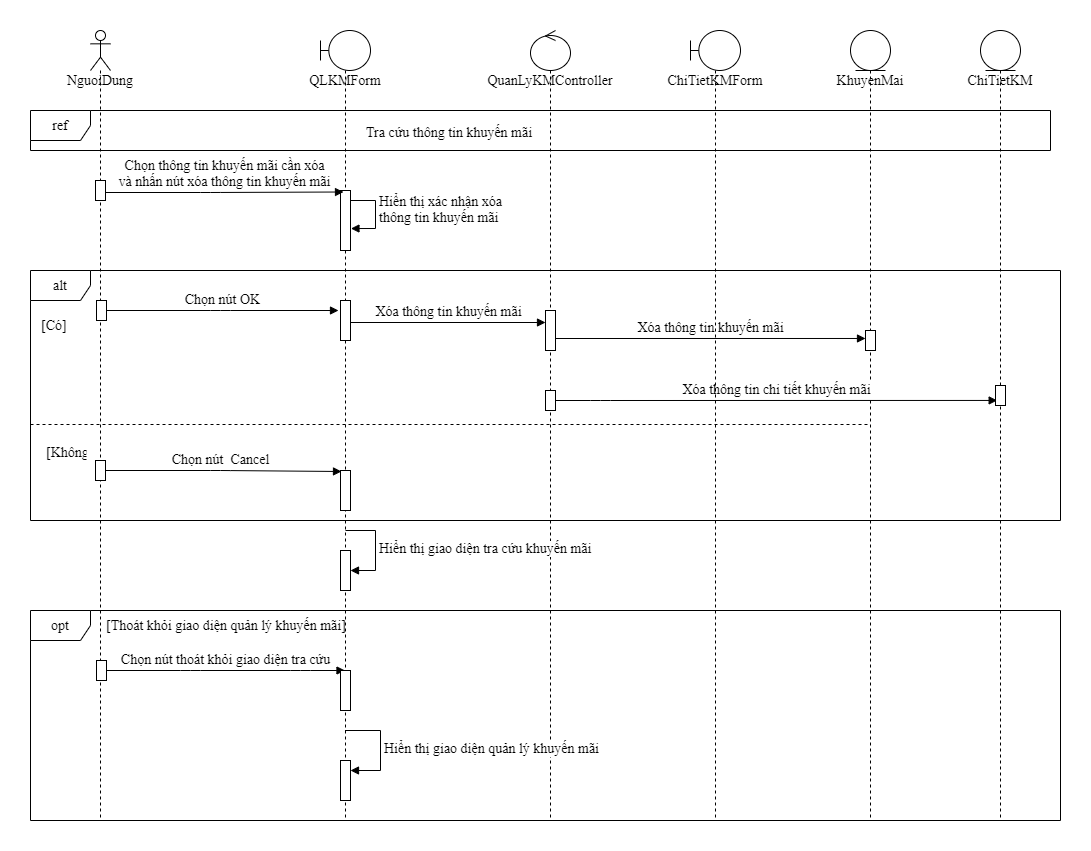 NguoiDung
QLKMForm
QuanLyKMController
ChiTietKMForm
KhuyenMai
ChiTietKM
ref
Tra cứu thông tin khuyến mãi
Chọn thông tin khuyến mãi cần xóa
và nhấn nút xóa thông tin khuyến mãi
Hiển thị xác nhận xóa
thông tin khuyến mãi
alt
Chọn nút OK
Xóa thông tin khuyến mãi
[Có]
Xóa thông tin khuyến mãi
Xóa thông tin chi tiết khuyến mãi
[Không
Chọn nút Cancel
Hiển thị giao diện tra cứu khuyến mãi
opt
[Thoát khỏi giao diện quản lý khuyến mãi]
Chọn nút thoát khỏi giao diện tra cứu
Hiển thị giao diện quản lý khuyến mãi